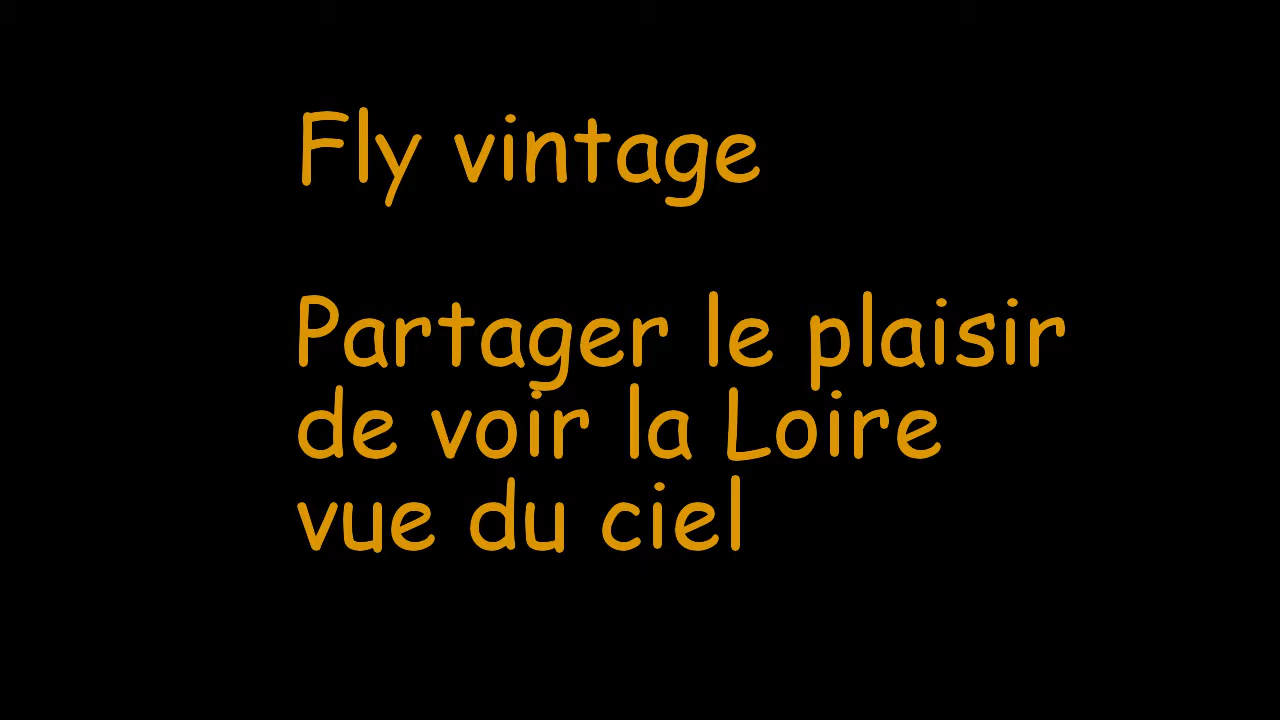 Fly vintage
Partager le plaisir
de voir la Loire
vue du ciel